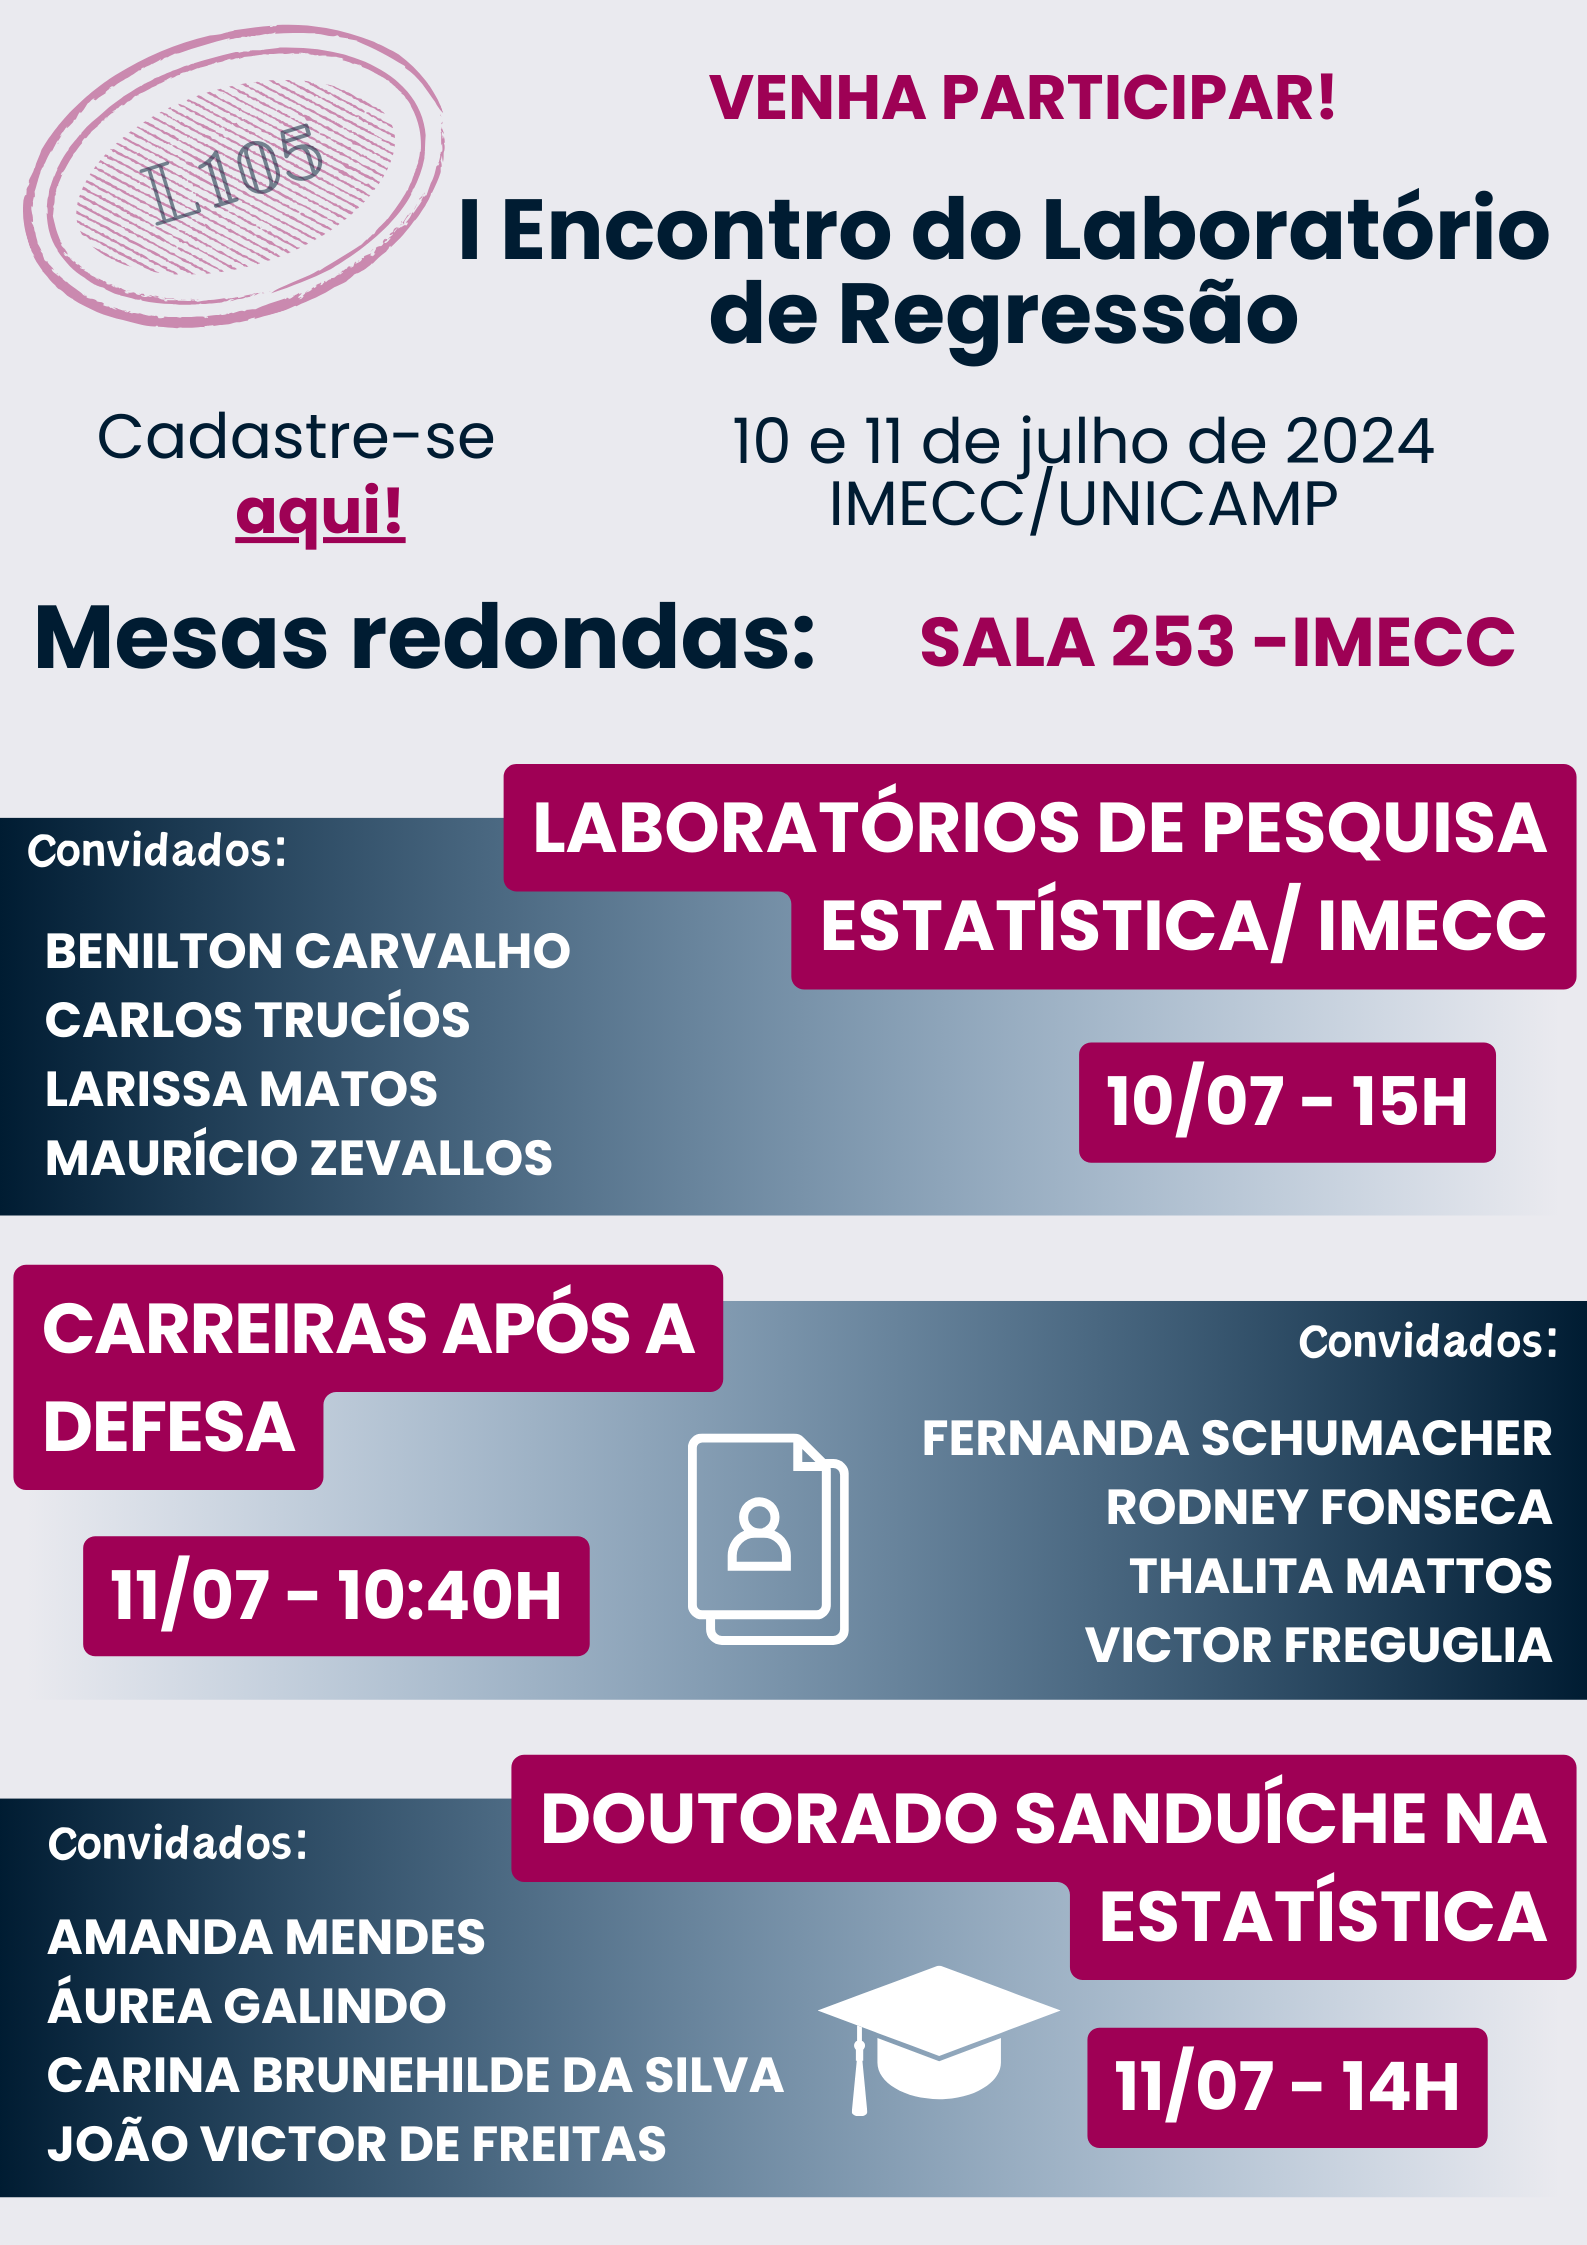 L105
VENHA PARTICIPAR!
I Encontro do Laboratório
de Regressão
Cadastre-se
aqui!
10 e 11 de julho de 2024
IMECC/UNICAMP
Mesas redondas:
SALA 253 -IMECC
LABORATÓRIOS DE PESQUISA
ESTATÍSTICA/ IMECC
Convidados:
BENILTON CARVALHO
CARLOS TRUCÍOS
LARISSA MATOS
MAURÍCIO ZEVALLOS
10/07 - 15H
CARREIRAS APÓS A
DEFESA
11/07 - 10:40H
Convidados:
FERNANDA SCHUMACHER
RODNEY FONSECA
THALITA MATTOS
VICTOR FREGUGLIA
DOUTORADO SANDUÍCHE NA
ESTATÍSTICA
Convidados:
AMANDA MENDES
ÁUREA GALINDO
CARINA BRUNEHILDE DA SILVA
JOÃO VICTOR DE FREITAS
11/07 - 14H